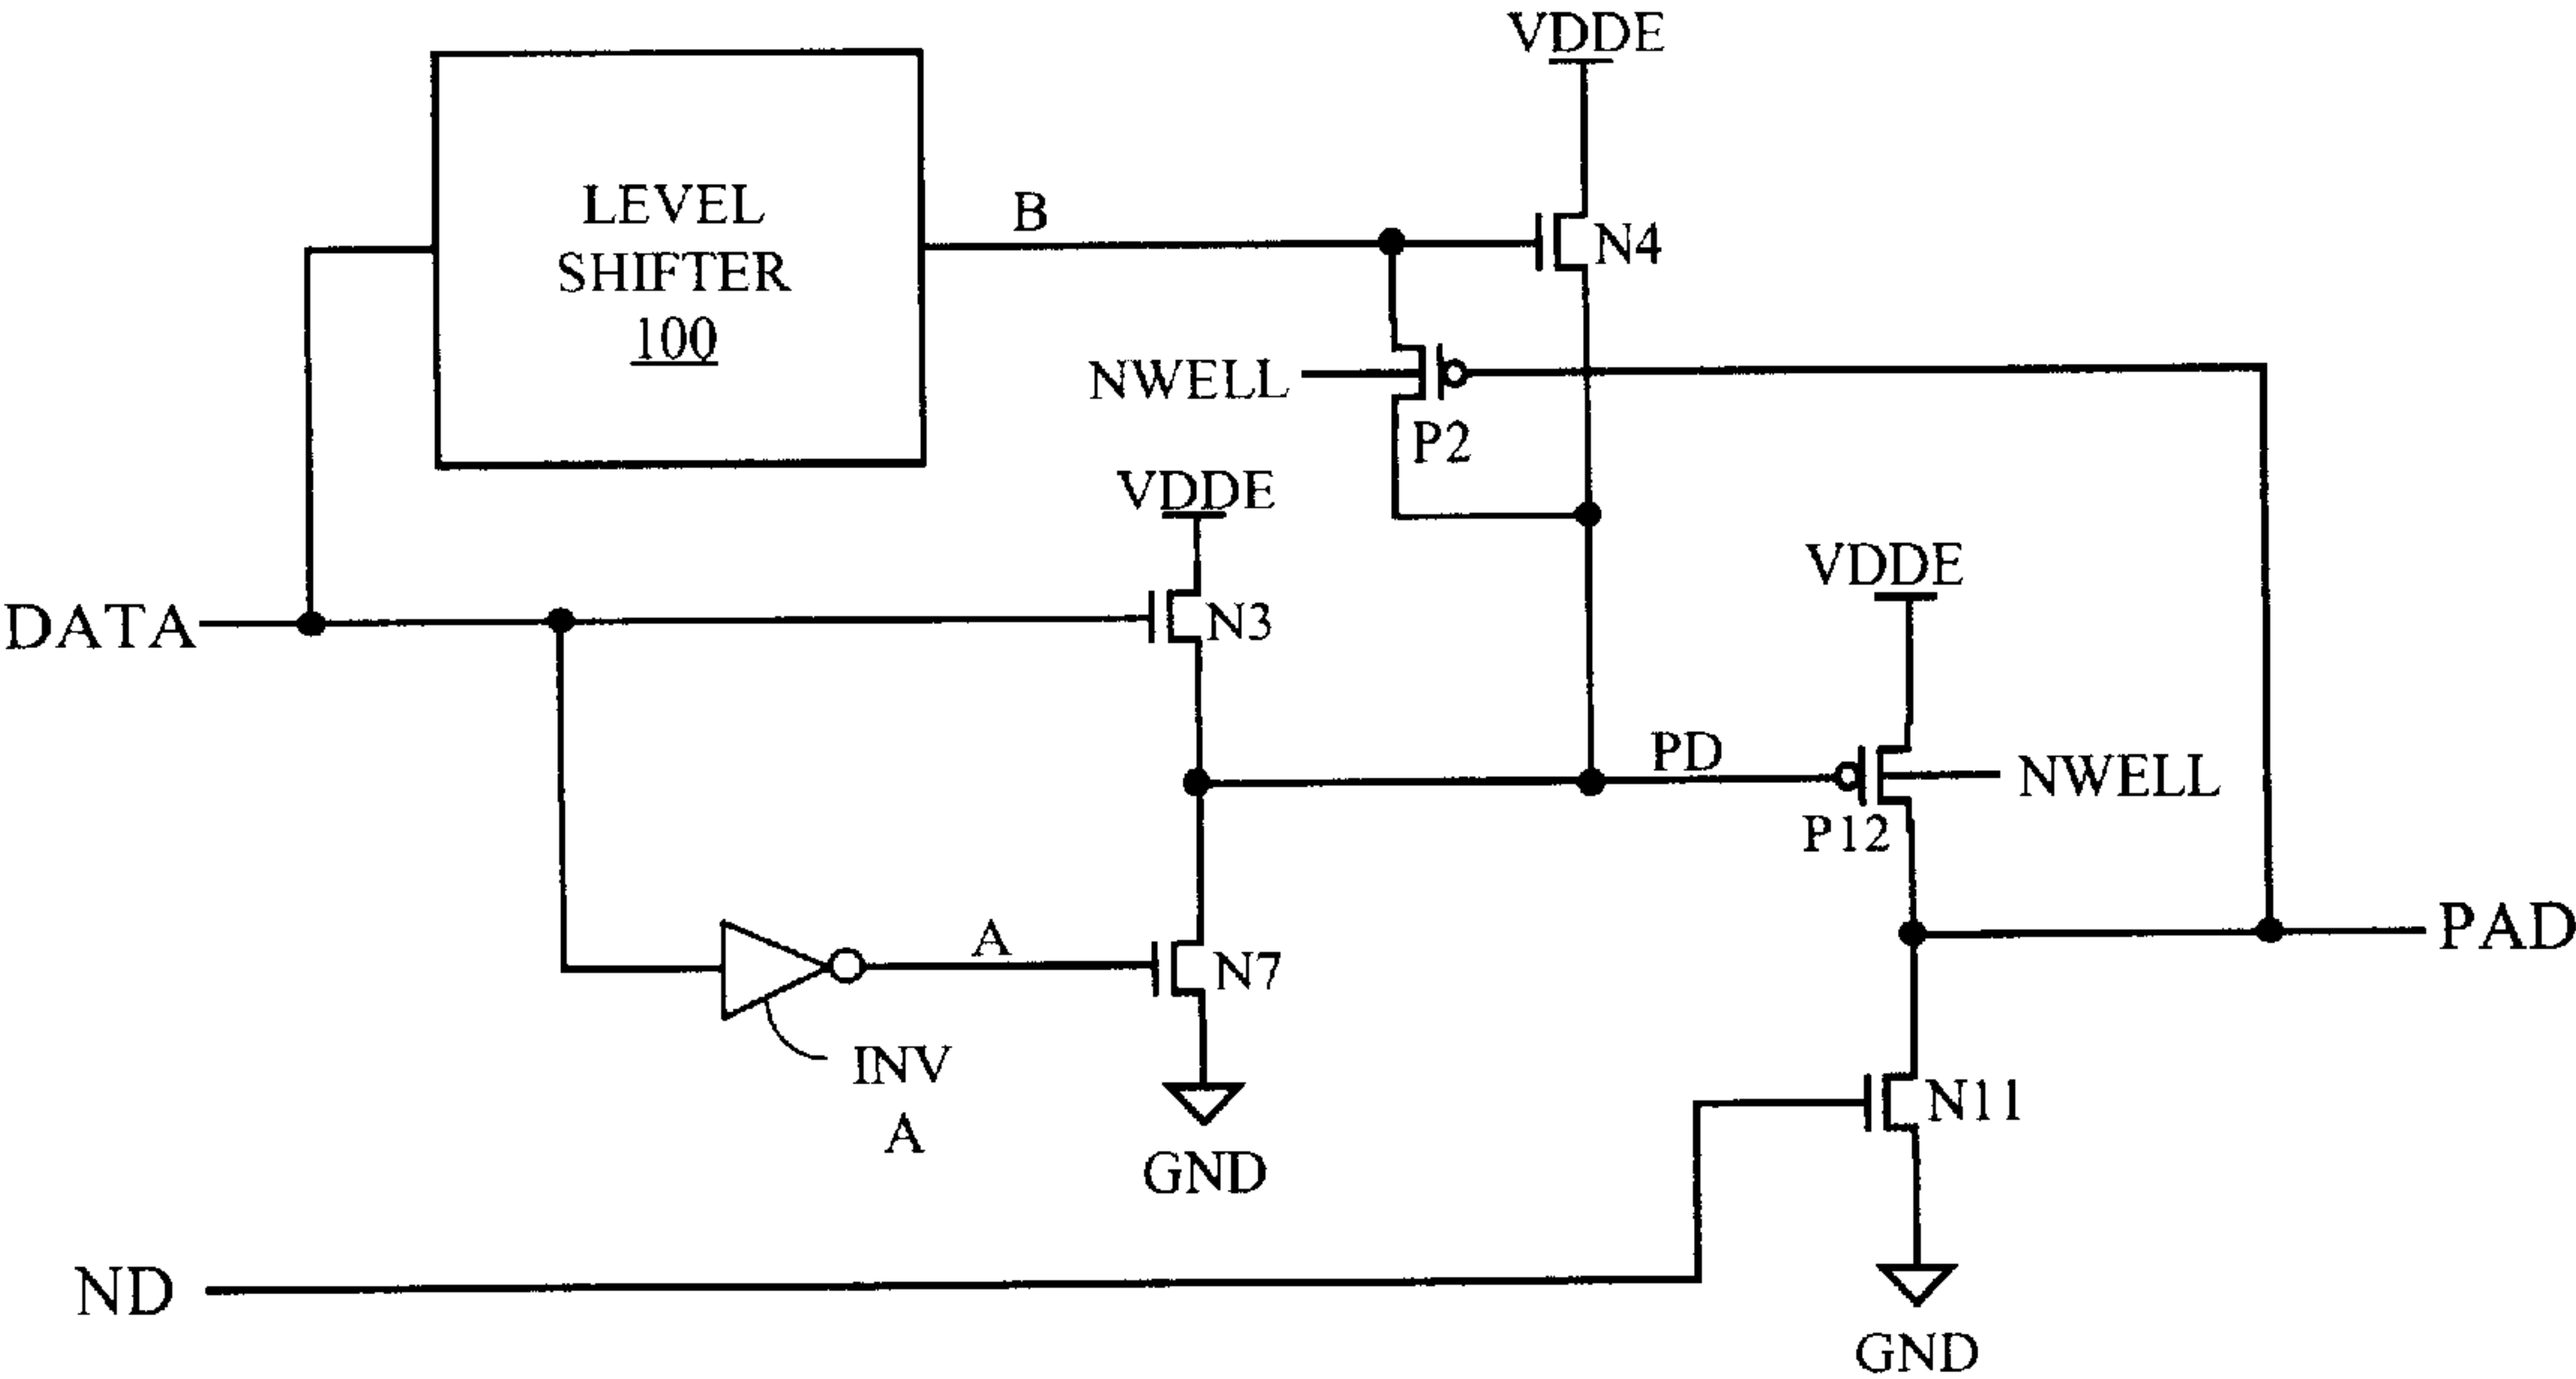 VDDE
LEVEL
SHIFTER
100
B
N4
NWELL
P2
VDDE
VDDE
DATA
N3
PD
NWELL
P12
A
N7
PAD
INV
A
N11
GND
ND
GND